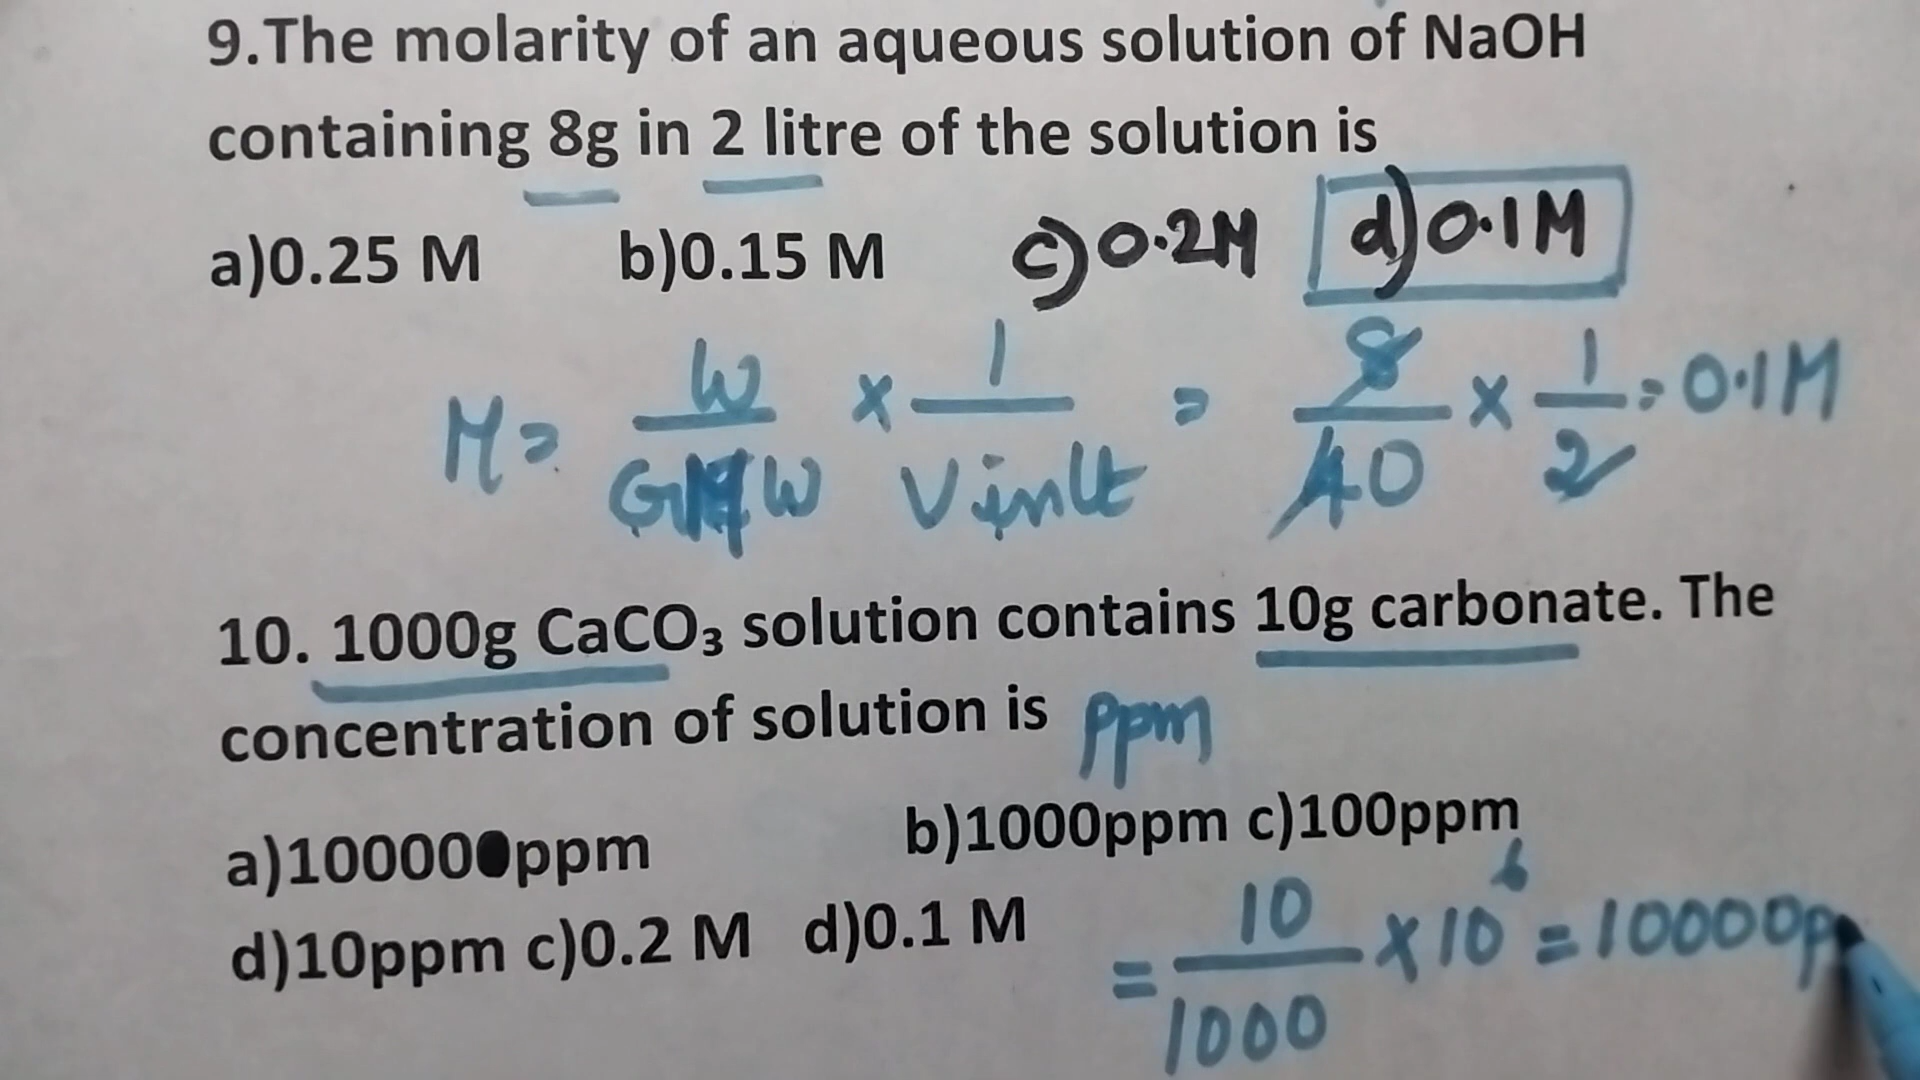 9.The molarity of an aqueous solution of NaOH
containing 8g in 2 litre of the solution is
a)0.25 M b)0.15 M c)0.2M d)0.1M
M = W/GMW × 1/V in lt = 8/40 × 1/2 = 0.1M
10. 1000g CaCO₃ solution contains 10g carbonate. The
concentration of solution is ppm
a)10000ppm b)1000ppm c)100ppm
d)10ppm c)0.2 M d)0.1 M
= 10/1000 × 10⁶ = 10000p